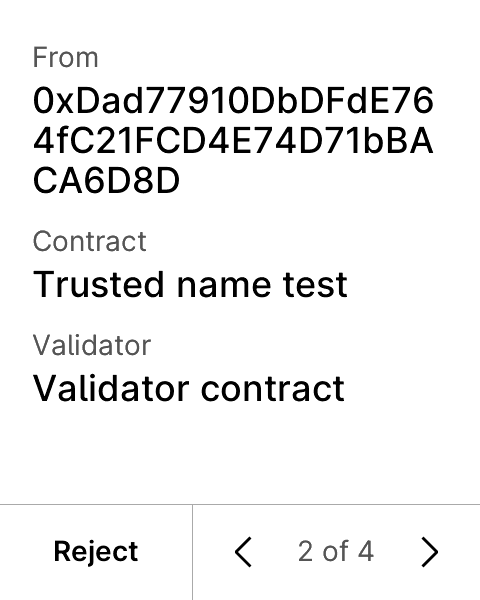 From
0xDad77910DbDFdE76
4fC21FCD4E74D71bBA
CA6D8D
Contract
Trusted name test
Validator
Validator contract
Reject
2 of 4